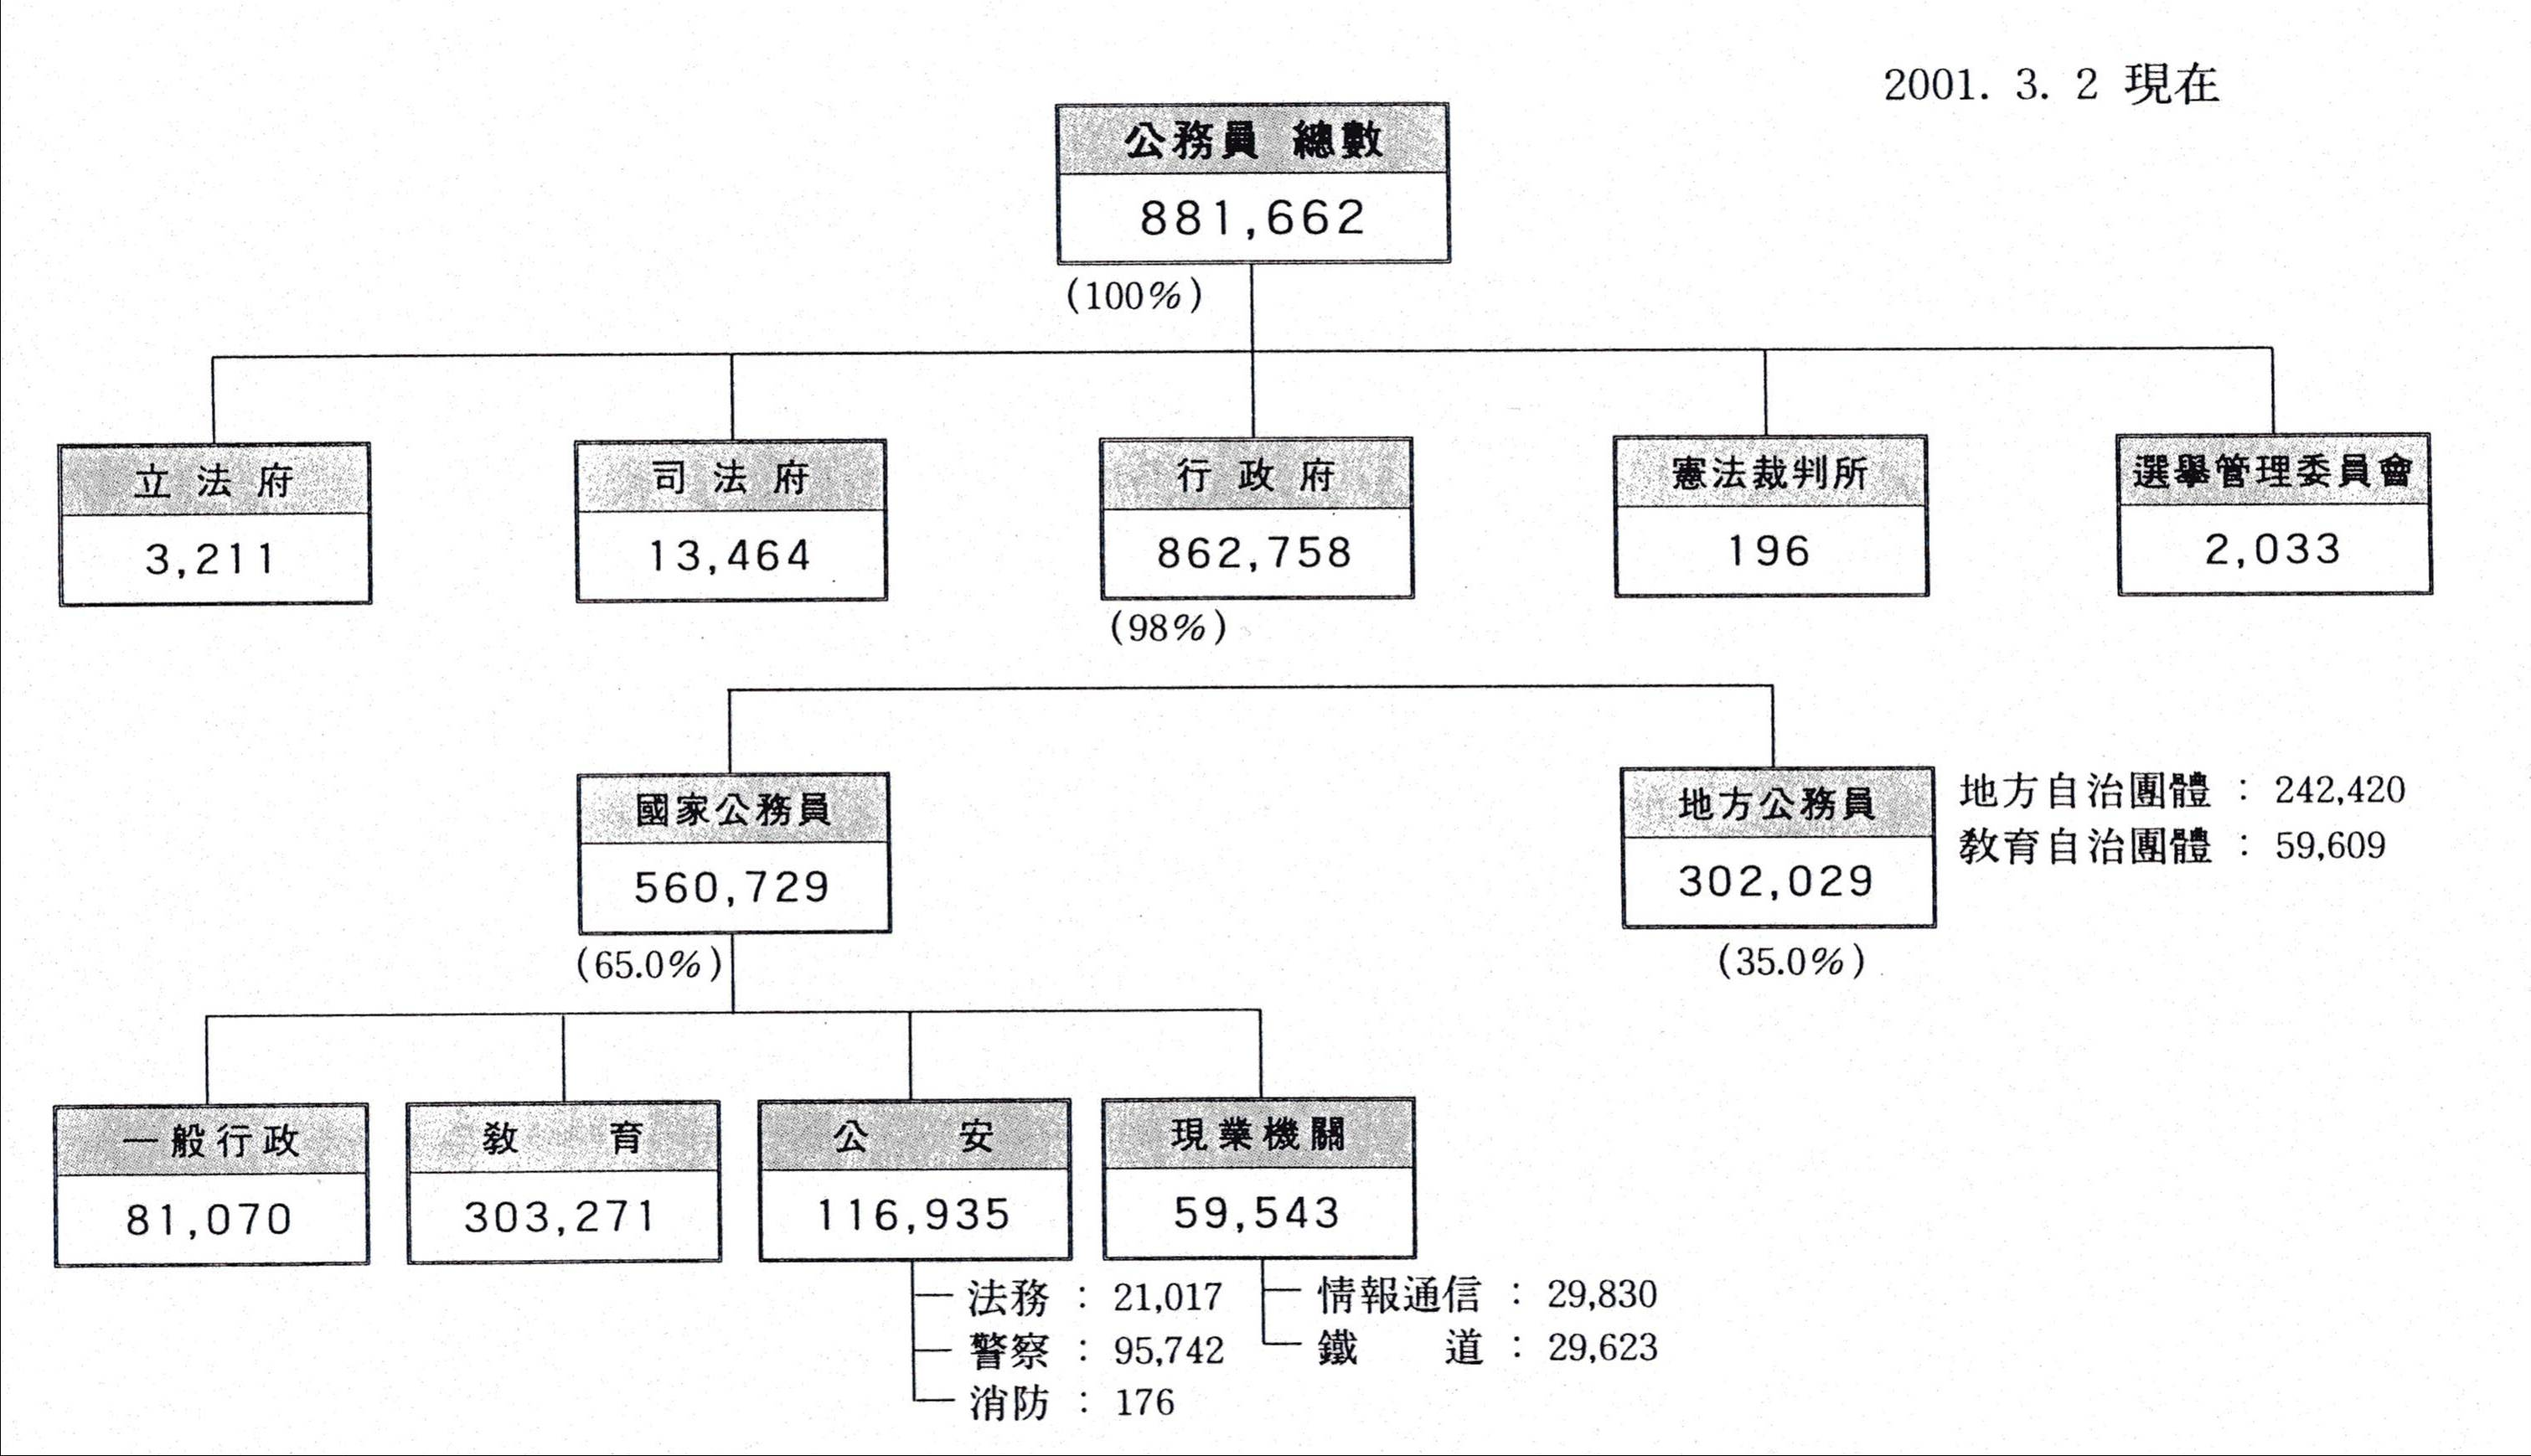 2001. 3. 2 現在
公務員 總數
881,662
(100%)
立法府
3,211
司法府
13,464
行政府
862,758
(98%)
憲法裁判所
196
選擧管理委員會
2,033
國家公務員
560,729
(65.0%)
地方公務員
302,029
(35.0%)
地方自治團體 : 242,420
敎育自治團體 : 59,609
一般行政
81,070
敎育
303,271
公安
116,935
法務 : 21,017
警察 : 95,742
消防 : 176
現業機關
59,543
情報通信 : 29,830
鐵道 : 29,623